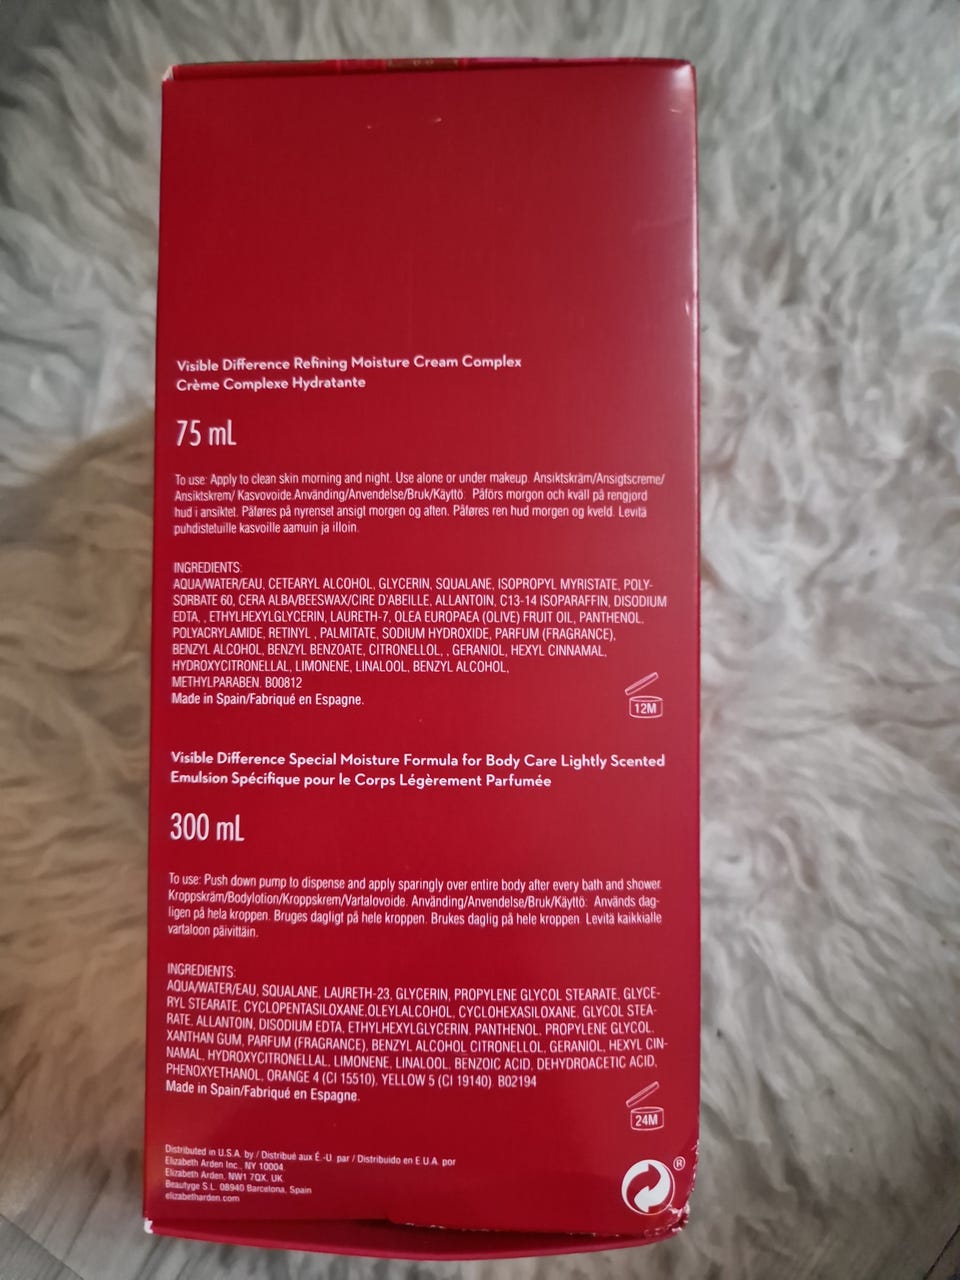 Visible Difference Refining Moisture Cream Complex
Crème Complexe Hydratante
75 mL
To use: Apply to clean skin morning and night. Use alone or under makeup. Ansiktskräm/Ansigtscreme/
Ansiktskrem/ Kasvovoide.Använding/Anvendelse/Bruk/Käyttö: Påförs morgon och kväll på rengjord
hud i ansiktet. Påføres på nyrenset ansigt morgen og aften. Påføres ren hud morgen og kveld. Levitä
puhdistetuille kasvoille aamuin ja illoin.
INGREDIENTS:
AQUA/WATER/EAU, CETEARYL ALCOHOL, GLYCERIN, SQUALANE, ISOPROPYL MYRISTATE, POLY-
SORBATE 60, CERA ALBA/BEESWAX/CIRE D'ABEILLE, ALLANTOIN, C13-14 ISOPARAFFIN, DISODIUM
EDTA, , ETHYLHEXYLGLYCERIN, LAURETH-7, OLEA EUROPAEA (OLIVE) FRUIT OIL, PANTHENOL,
POLYACRYLAMIDE, RETINYL , PALMITATE, SODIUM HYDROXIDE, PARFUM (FRAGRANCE),
BENZYL ALCOHOL, BENZYL BENZOATE, CITRONELLOL, , GERANIOL, HEXYL CINNAMAL,
HYDROXYCITRONELLAL, LIMONENE, LINALOOL, BENZYL ALCOHOL,
METHYLPARABEN. B00812
Made in Spain/Fabriqué en Espagne.
12M
Visible Difference Special Moisture Formula for Body Care Lightly Scented
Emulsion Spécifique pour le Corps Légèrement Parfumée
300 mL
To use: Push down pump to dispense and apply sparingly over entire body after every bath and shower.
Kroppskräm/Bodylotion/Kroppskrem/Vartalovoide. Använding/Anvendelse/Bruk/Käyttö: Används dag-
ligen på hela kroppen. Bruges dagligt på hele kroppen. Brukes daglig på hele kroppen. Levitä kaikkialle
vartaloon päivittäin.
INGREDIENTS:
AQUA/WATER/EAU, SQUALANE, LAURETH-23, GLYCERIN, PROPYLENE GLYCOL STEARATE, GLYCE-
RYL STEARATE, CYCLOPENTASILOXANE,OLEYLALCOHOL, CYCLOHEXASILOXANE, GLYCOL STEA-
RATE, ALLANTOIN, DISODIUM EDTA, ETHYLHEXYLGLYCERIN, PANTHENOL, PROPYLENE GLYCOL,
XANTHAN GUM, PARFUM (FRAGRANCE), BENZYL ALCOHOL CITRONELLOL, GERANIOL, HEXYL CIN-
NAMAL, HYDROXYCITRONELLAL, LIMONENE, LINALOOL, BENZOIC ACID, DEHYDROACETIC ACID,
PHENOXYETHANOL, ORANGE 4 (CI 15510), YELLOW 5 (CI 19140) B02194
Made in Spain/Fabriqué en Espagne.
24M
Distributed in U.S.A. by / Distribué aux É.-U. par / Distribuido en E.U.A. por
Elizabeth Arden Inc., NY 10004
Elizabeth Arden, NW1 7QX, UK
Beautyge S.L. 08940 Barcelona, Spain
elizabetharden.com
®